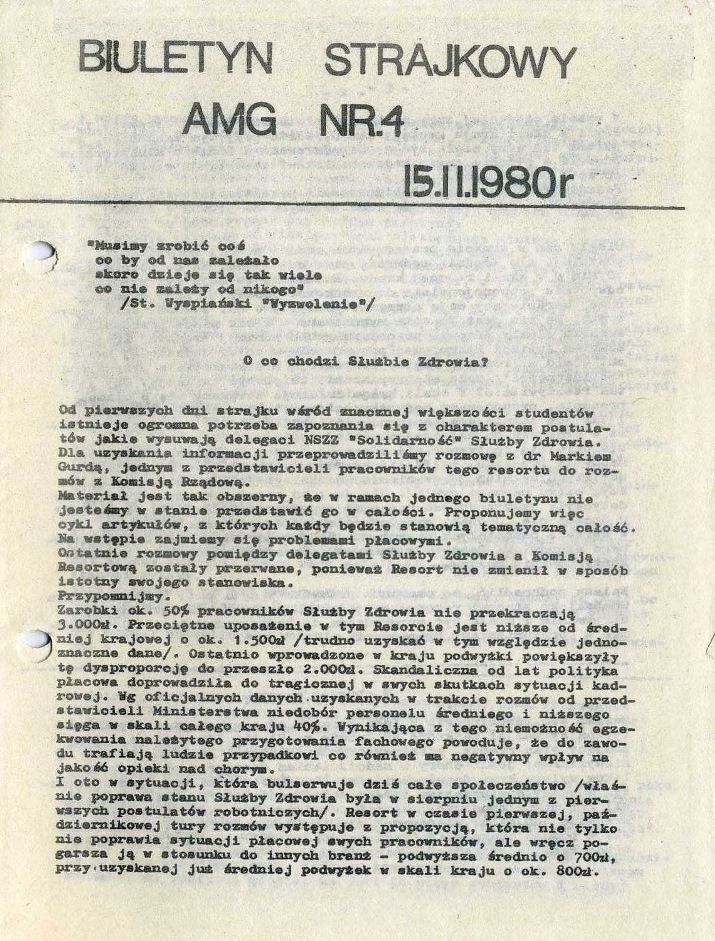 BIULETYN STRAJKOWY
AMG NR.4
15.11.1980r
"Musimy zrobić coś
co by od nas zależało
skoro dzieje się tak wiele
co nie zależy od nikogo"
/St. Wyspiański "Wyzwolenie"/
O co chodzi Służbie Zdrowia?
Od pierwszych dni strajku wśród znacznej większości studentów
istnieje ogromna potrzeba zapoznania się z charakterem postula-
tów jakie wysuwają delegaci NSZZ "Solidarność" Służby Zdrowia.
Dla uzyskania informacji przeprowadziliśmy rozmowę z dr Markiem
Gurdą, jednym z przedstawicieli pracowników tego resortu do roz-
mów z Komisją Rządową.
Materiał jest tak obszerny, że w ramach jednego biuletynu nie
jesteśmy w stanie przedstawić go w całości. Proponujemy więc
cykl artykułów, z których każdy będzie stanowią tematyczną całość.
Na wstępie zajmiemy się problemami płacowymi.
Ostatnie rozmowy pomiędzy delegatami Służby Zdrowia a Komisją
Resortową zostały przerwane, ponieważ Resort nie zmienił w sposób
istotny swojego stanowiska.
Przypomnijmy.
Zarobki ok. 50% pracowników Służby Zdrowia nie przekraczają
3.000zł. Przeciętne uposażenie w tym Resorcie jest niższe od śred-
niej krajowej o ok. 1.500zł /trudno uzyskać w tym względzie jedno-
znaczne dane/. Ostatnio wprowadzone w kraju podwyżki powiększyły
tę dysproporcję do przeszło 2.000zł. Skandaliczna od lat polityka
płacowa doprowadziła do tragicznej w swych skutkach sytuacji kad-
rowej. Wg oficjalnych danych uzyskanych w trakcie rozmów od przed-
stawicieli Ministerstwa niedobór personelu średniego i niższego
sięga w skali całego kraju 40%. Wynikająca z tego niemożność egze-
kwowania należytego przygotowania fachowego powoduje, że do zawo-
du trafiają ludzie przypadkowi co również ma negatywny wpływ na
jakość opieki nad chorym.
I oto w sytuacji, która bulserwuje dziś całe społeczeństwo /właś-
nie poprawa stanu Służby Zdrowia była w sierpniu jednym z pier-
wszych postulatów robotniczych/. Resort w czasie pierwszej, paź-
dziernikowej tury rozmów występuje z propozycją, która nie tylko
nie poprawia sytuacji płacowej swych pracowników, ale wręcz po-
garsza ją w stosunku do innych branż - podwyższa średnio o 700zł,
przy uzyskanej już średniej podwyżek w skali kraju o ok. 800zł.